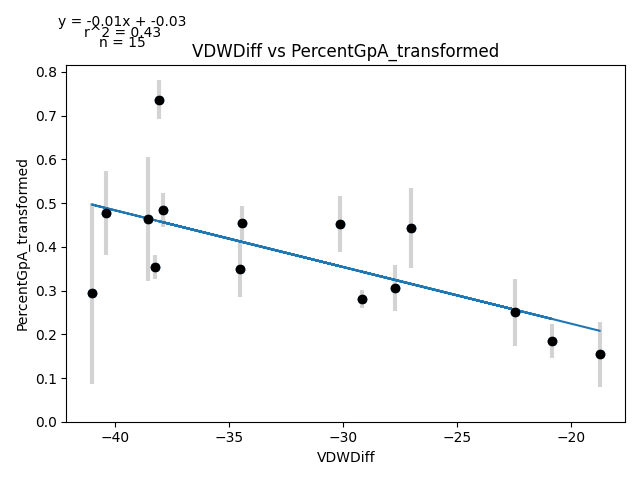 y = -0.01x + -0.03
r^2 = 0.43
n = 15
VDWDiff vs PercentGpA_transformed
0.8
0.7
0.6
0.5
0.4
0.3
0.2
0.1
0.0
PercentGpA_transformed
−40 −35 −30 −25 −20
VDWDiff